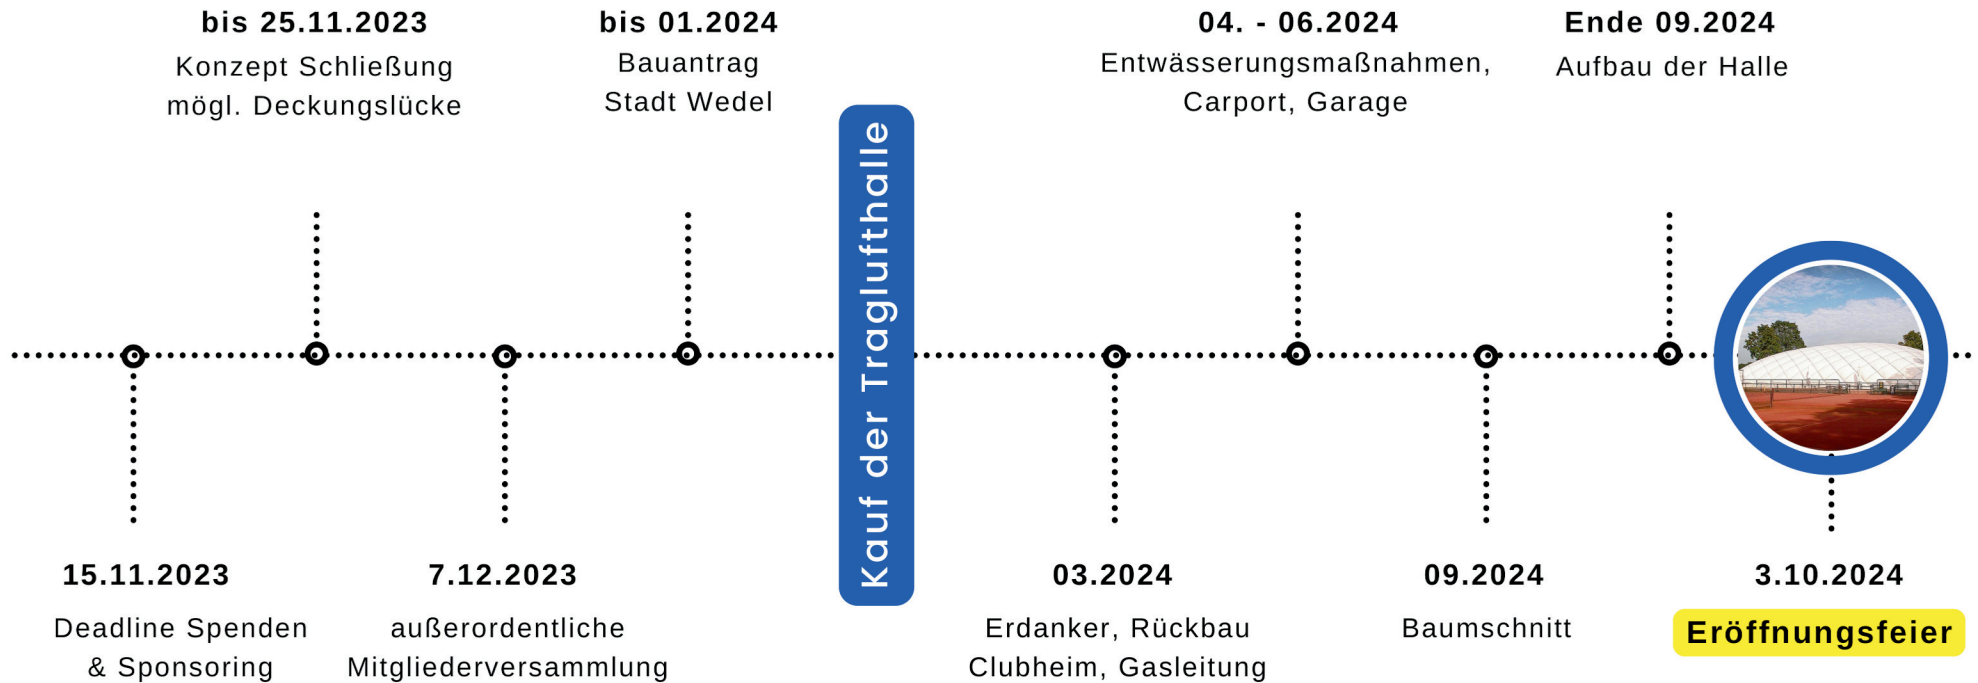 bis 25.11.2023
Konzept Schließung
mögl. Deckungslücke
bis 01.2024
Bauantrag
Stadt Wedel
04. - 06.2024
Entwässerungsmaßnahmen,
Carport, Garage
Ende 09.2024
Aufbau der Halle
Kauf der Traglufthalle
15.11.2023
Deadline Spenden
& Sponsoring
7.12.2023
außerordentliche
Mitgliederversammlung
03.2024
Erdanker, Rückbau
Clubheim, Gasleitung
09.2024
Baumschnitt
3.10.2024
Eröffnungsfeier